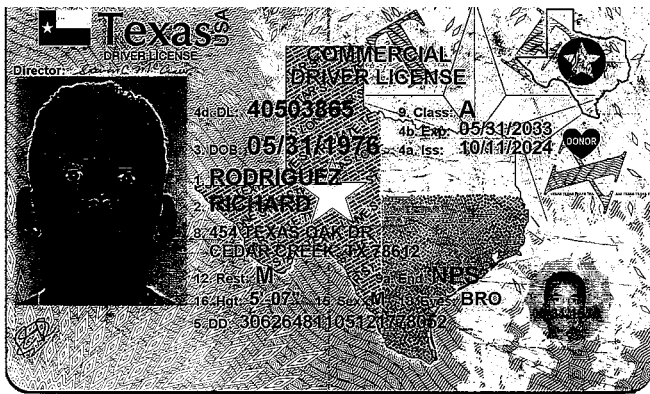 Texas USA
DRIVER LICENSE
COMMERCIAL
DRIVER LICENSE
Director:
4d. DL: 40503865 9. Class: A
4b. Exp: 05/31/2033
3. DOB: 05/31/1976 4a. Iss: 10/11/2024
DONOR
1. RODRIGUEZ
2. RICHARD
8. 454 TEXAS OAK DR
CEDAR CREEK, TX 78612
12. Rest: M 9a. End: NPS
16. Hgt: 5'-07" 15. Sex: M 18. Eyes: BRO
5. DD: